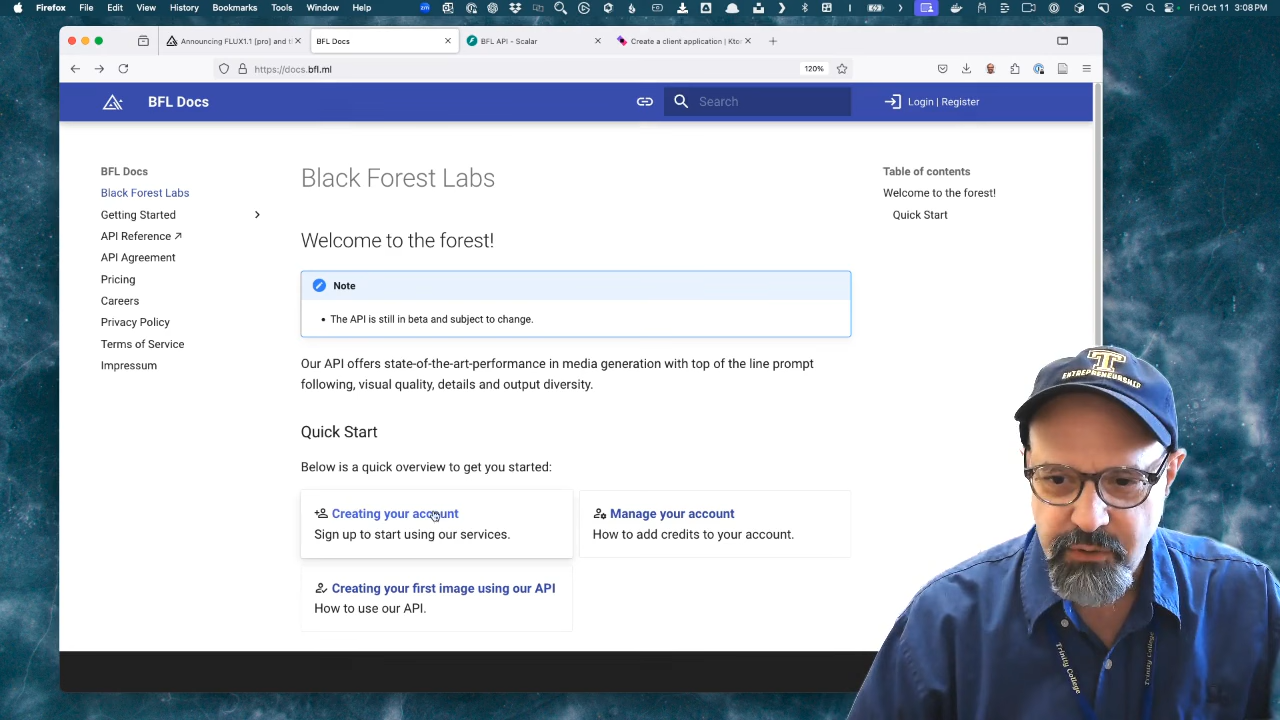 Firefox File Edit View History Bookmarks Tools Window Help
Fri Oct 11 3:08 PM
Announcing FLUX1.1 [pro] and t
BFL Docs
BFL API - Scalar
Create a client application | Kto
https://docs.bfl.ml
120%
BFL Docs
Search
Login | Register
BFL Docs
Black Forest Labs
Getting Started
API Reference ↗
API Agreement
Pricing
Careers
Privacy Policy
Terms of Service
Impressum
Black Forest Labs
Welcome to the forest!
Note
• The API is still in beta and subject to change.
Our API offers state-of-the-art-performance in media generation with top of the line prompt
following, visual quality, details and output diversity.
Quick Start
Below is a quick overview to get you started:
Creating your account
Sign up to start using our services.
Manage your account
How to add credits to your account.
Creating your first image using our API
How to use our API.
Table of contents
Welcome to the forest!
Quick Start
T
ENTREPRENEURSHIP
Trinity College
Trinity College